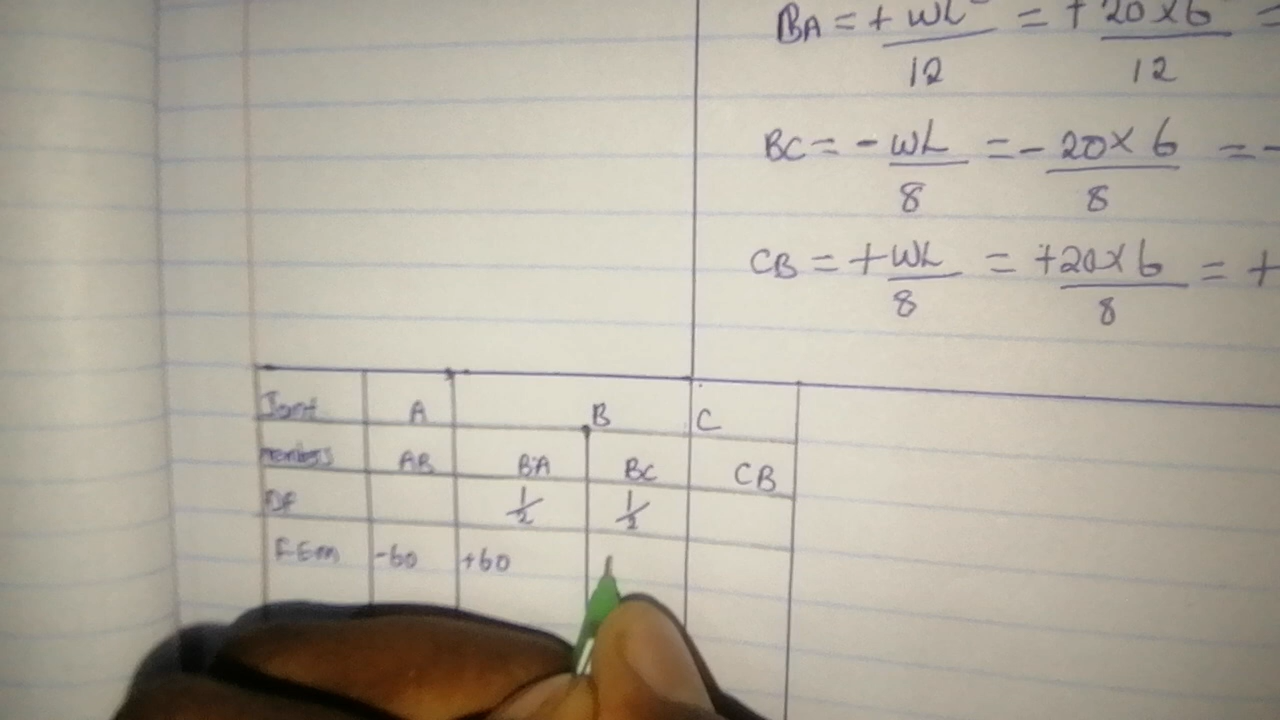 BA = + WL² = + 20 x 6 =
12 12
BC = - WL = - 20 x 6 = -
8 8
CB = + WL = +20 x 6 = +
8 8
Joint A B C
members AB BA BC CB
DF 1/2 1/2
FEM -60 +60